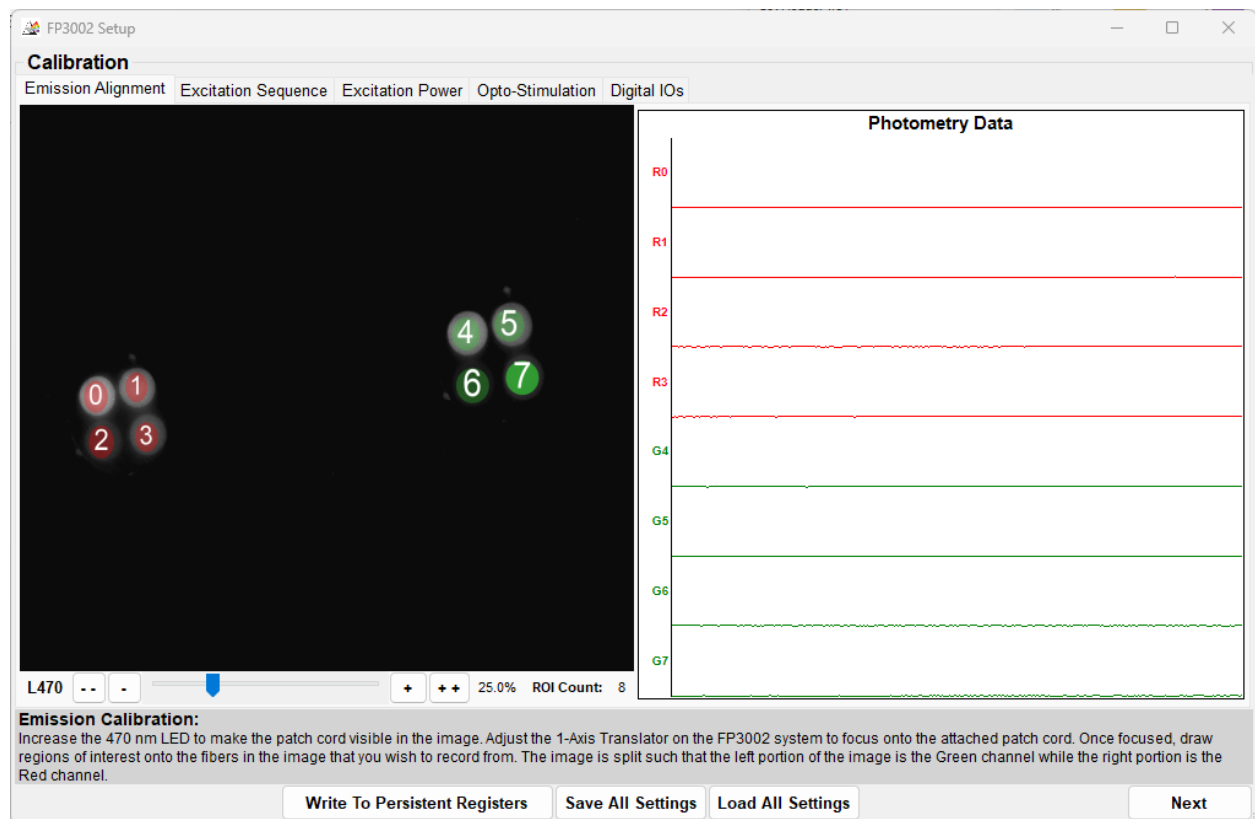 FP3002 Setup
Calibration
Emission Alignment Excitation Sequence Excitation Power Opto-Stimulation Digital IOs
Photometry Data
R0
R1
R2
R3
G4
G5
G6
G7
4 5
6 7
0 1
2 3
L470 - - - + + + 25.0% ROI Count: 8
Emission Calibration:
Increase the 470 nm LED to make the patch cord visible in the image. Adjust the 1-Axis Translator on the FP3002 system to focus onto the attached patch cord. Once focused, draw
regions of interest onto the fibers in the image that you wish to record from. The image is split such that the left portion of the image is the Green channel while the right portion is the
Red channel.
Write To Persistent Registers Save All Settings Load All Settings Next